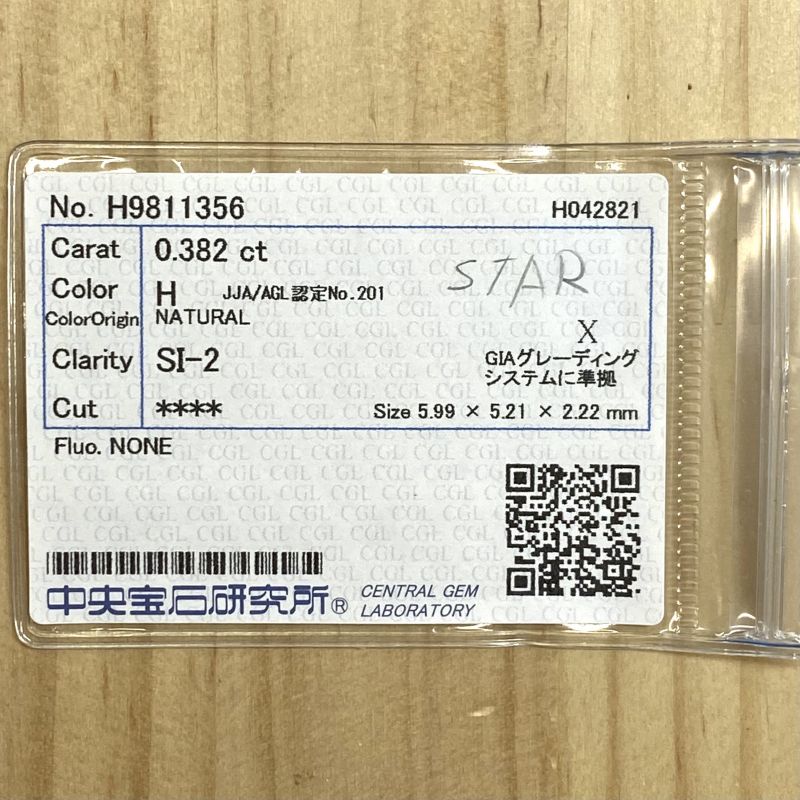 No. H9811356 H042821
Carat 0.382 ct
Color H JJA/AGL認定No.201 STAR
ColorOrigin NATURAL
X
Clarity SI-2 GIAグレーディング
システムに準拠
Cut **** Size 5.99 × 5.21 × 2.22 mm
Fluo. NONE
中央宝石研究所® CENTRAL GEM
LABORATORY